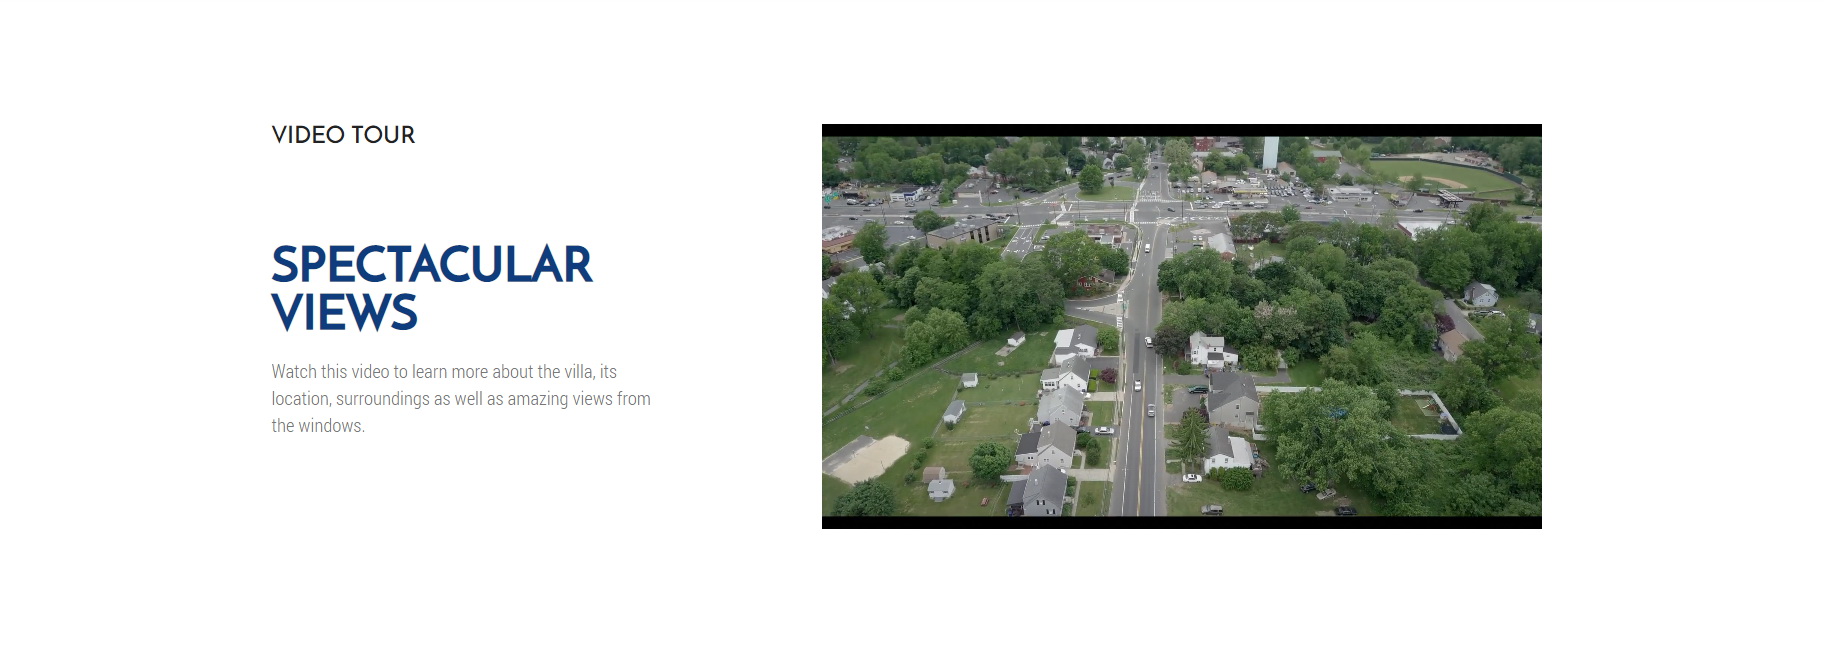 VIDEO TOUR
SPECTACULAR
VIEWS
Watch this video to learn more about the villa, its
location, surroundings as well as amazing views from
the windows.